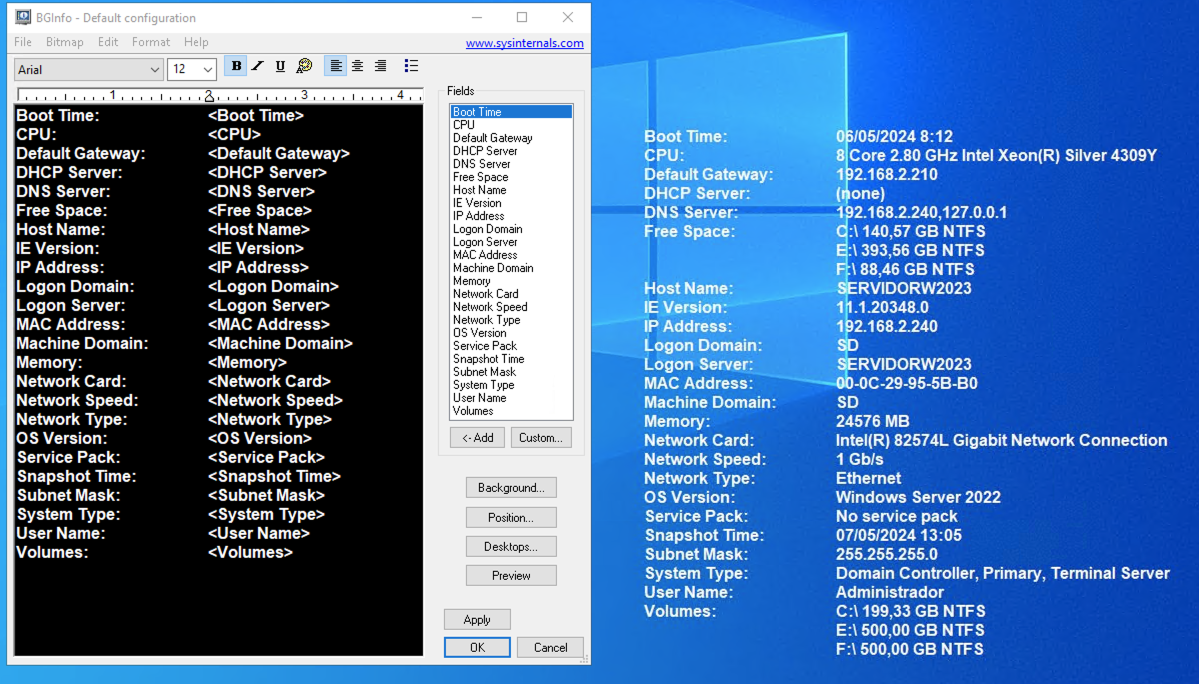 BGInfo - Default configuration
File Bitmap Edit Format Help
www.sysinternals.com
Arial 12 B I U
1 2 3 4
Boot Time: <Boot Time>
CPU: <CPU>
Default Gateway: <Default Gateway>
DHCP Server: <DHCP Server>
DNS Server: <DNS Server>
Free Space: <Free Space>
Host Name: <Host Name>
IE Version: <IE Version>
IP Address: <IP Address>
Logon Domain: <Logon Domain>
Logon Server: <Logon Server>
MAC Address: <MAC Address>
Machine Domain: <Machine Domain>
Memory: <Memory>
Network Card: <Network Card>
Network Speed: <Network Speed>
Network Type: <Network Type>
OS Version: <OS Version>
Service Pack: <Service Pack>
Snapshot Time: <Snapshot Time>
Subnet Mask: <Subnet Mask>
System Type: <System Type>
User Name: <User Name>
Volumes: <Volumes>
Fields
Boot Time
CPU
Default Gateway
DHCP Server
DNS Server
Free Space
Host Name
IE Version
IP Address
Logon Domain
Logon Server
MAC Address
Machine Domain
Memory
Network Card
Network Speed
Network Type
OS Version
Service Pack
Snapshot Time
Subnet Mask
System Type
User Name
Volumes
<- Add Custom...
Background...
Position...
Desktops...
Preview
Apply
OK Cancel
Boot Time: 06/05/2024 8:12
CPU: 8 Core 2.80 GHz Intel Xeon(R) Silver 4309Y
Default Gateway: 192.168.2.210
DHCP Server: (none)
DNS Server: 192.168.2.240,127.0.0.1
Free Space: C:\ 140,57 GB NTFS
E:\ 393,56 GB NTFS
F:\ 88,46 GB NTFS
Host Name: SERVIDORW2023
IE Version: 11.1.20348.0
IP Address: 192.168.2.240
Logon Domain: SD
Logon Server: SERVIDORW2023
MAC Address: 00-0C-29-95-5B-B0
Machine Domain: SD
Memory: 24576 MB
Network Card: Intel(R) 82574L Gigabit Network Connection
Network Speed: 1 Gb/s
Network Type: Ethernet
OS Version: Windows Server 2022
Service Pack: No service pack
Snapshot Time: 07/05/2024 13:05
Subnet Mask: 255.255.255.0
System Type: Domain Controller, Primary, Terminal Server
User Name: Administrador
Volumes: C:\ 199,33 GB NTFS
E:\ 500,00 GB NTFS
F:\ 500,00 GB NTFS